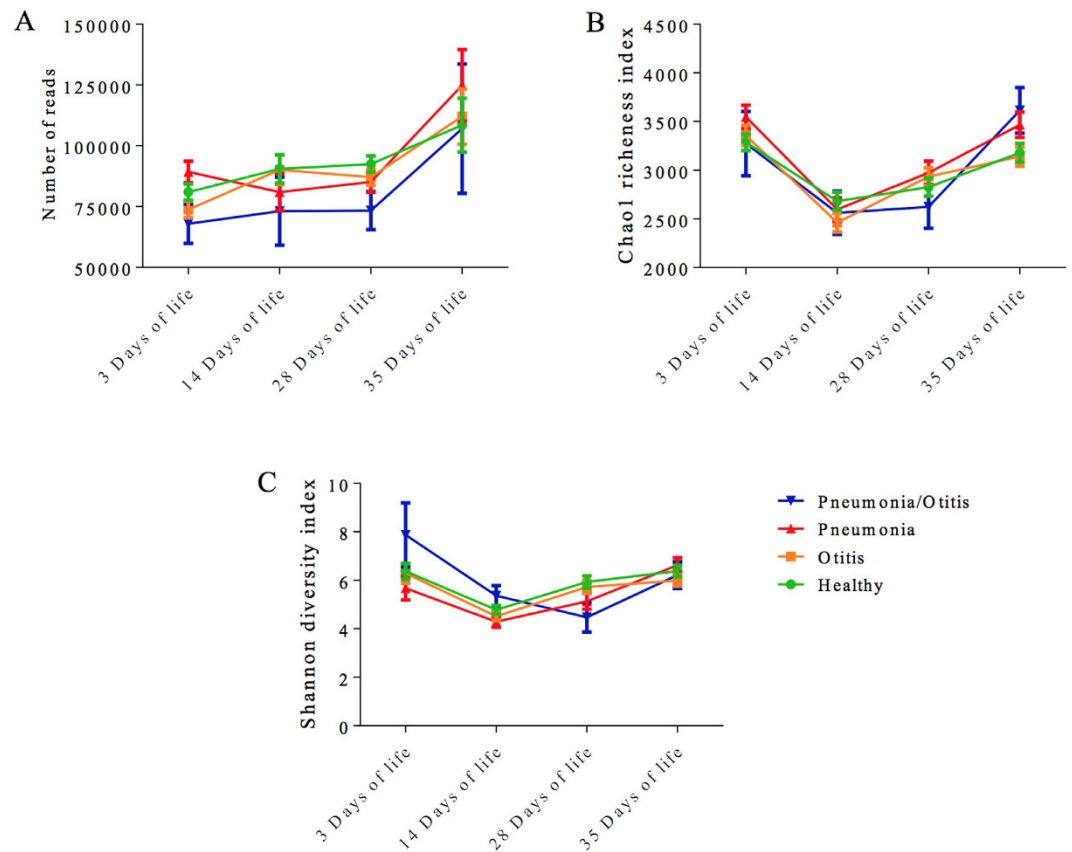 A
Number of reads
150000
125000
100000
75000
50000
3 Days of life
14 Days of life
28 Days of life
35 Days of life
B
Chao1 richeness index
4500
4000
3500
3000
2500
2000
3 Days of life
14 Days of life
28 Days of life
35 Days of life
C
Shannon diversity index
10
8
6
4
2
0
3 Days of life
14 Days of life
28 Days of life
35 Days of life
Pneumonia/Otitis
Pneumonia
Otitis
Healthy